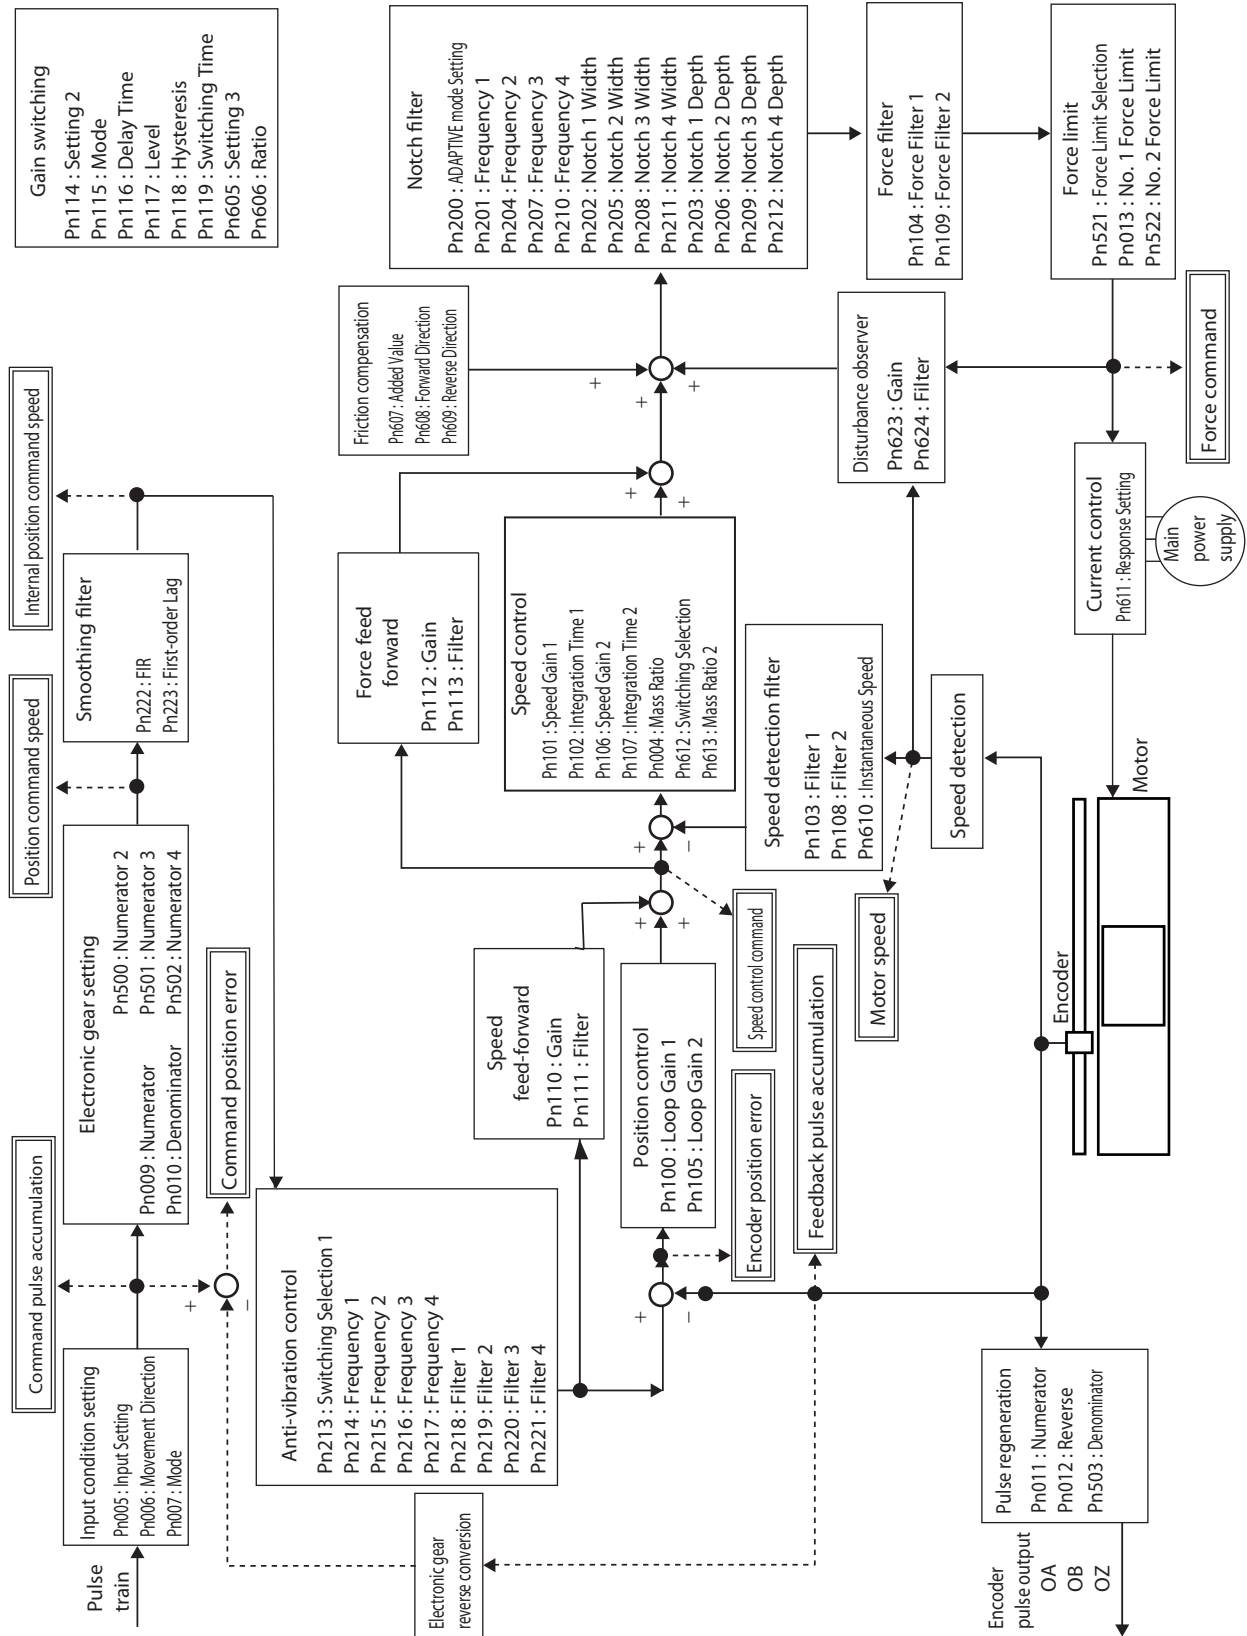 Pulse
train
Input condition setting
Pn005 : Input Setting
Pn006 : Movement Direction
Pn007 : Mode
Command pulse accumulation
Electronic gear setting
Pn009 : Numerator
Pn010 : Denominator
Pn500 : Numerator 2
Pn501 : Numerator 3
Pn502 : Numerator 4
Position command speed
Smoothing filter
Pn222 : FIR
Pn223 : First-order Lag
Internal position command speed
Gain switching
Pn114 : Setting 2
Pn115 : Mode
Pn116 : Delay Time
Pn117 : Level
Pn118 : Hysteresis
Pn119 : Switching Time
Pn605 : Setting 3
Pn606 : Ratio
+
−
Command position error
Anti-vibration control
Pn213 : Switching Selection 1
Pn214 : Frequency 1
Pn215 : Frequency 2
Pn216 : Frequency 3
Pn217 : Frequency 4
Pn218 : Filter 1
Pn219 : Filter 2
Pn220 : Filter 3
Pn221 : Filter 4
Electronic gear
reverse conversion
Speed
feed-forward
Pn110 : Gain
Pn111 : Filter
Force feed
forward
Pn112 : Gain
Pn113 : Filter
Friction compensation
Pn607 : Added Value
Pn608 : Forward Direction
Pn609 : Reverse Direction
Notch filter
Pn200 : ADAPTIVE mode Setting
Pn201 : Frequency 1
Pn204 : Frequency 2
Pn207 : Frequency 3
Pn210 : Frequency 4
Pn202 : Notch 1 Width
Pn205 : Notch 2 Width
Pn208 : Notch 3 Width
Pn211 : Notch 4 Width
Pn203 : Notch 1 Depth
Pn206 : Notch 2 Depth
Pn209 : Notch 3 Depth
Pn212 : Notch 4 Depth
+
−
Position control
Pn100 : Loop Gain 1
Pn105 : Loop Gain 2
+
+
+
−
Speed control
Pn101 : Speed Gain 1
Pn102 : Integration Time 1
Pn106 : Speed Gain 2
Pn107 : Integration Time 2
Pn004 : Mass Ratio
Pn612 : Switching Selection
Pn613 : Mass Ratio 2
+
+
+
+
+
Encoder position error
Speed control command
Feedback pulse accumulation
Motor speed
Speed detection filter
Pn103 : Filter 1
Pn108 : Filter 2
Pn610 : Instantaneous Speed
Speed detection
Disturbance observer
Pn623 : Gain
Pn624 : Filter
Force filter
Pn104 : Force Filter 1
Pn109 : Force Filter 2
Force limit
Pn521 : Force Limit Selection
Pn013 : No. 1 Force Limit
Pn522 : No. 2 Force Limit
Force command
Current control
Pn611 : Response Setting
Main
power
supply
Motor
Encoder
Pulse regeneration
Pn011 : Numerator
Pn012 : Reverse
Pn503 : Denominator
Encoder
pulse output
OA
OB
OZ